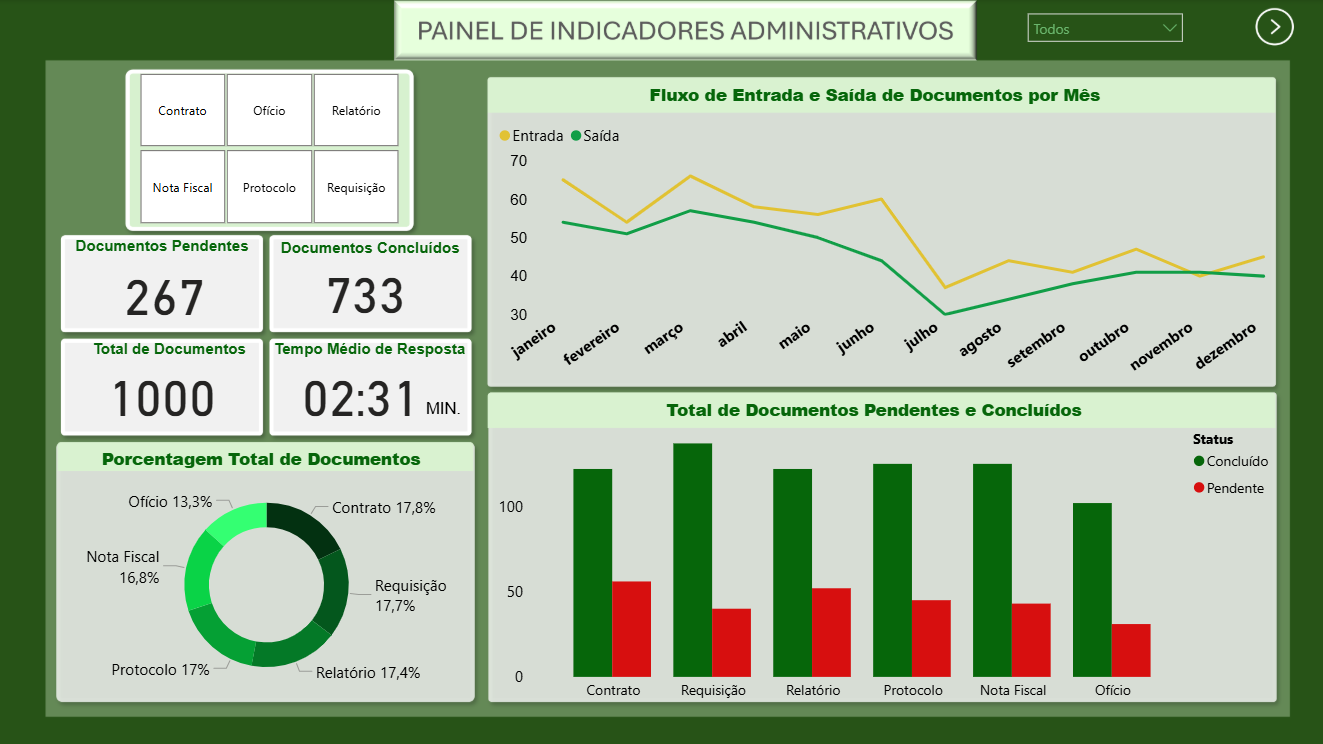 PAINEL DE INDICADORES ADMINISTRATIVOS
Todos
Contrato
Ofício
Relatório
Nota Fiscal
Protocolo
Requisição
Documentos Pendentes
267
Documentos Concluídos
733
Total de Documentos
1000
Tempo Médio de Resposta
02:31 MIN.
Porcentagem Total de Documentos
Ofício 13,3%
Contrato 17,8%
Nota Fiscal
16,8%
Requisição
17,7%
Protocolo 17%
Relatório 17,4%
Fluxo de Entrada e Saída de Documentos por Mês
Entrada Saída
70
60
50
40
30
janeiro
fevereiro
março
abril
maio
junho
julho
agosto
setembro
outubro
novembro
dezembro
Total de Documentos Pendentes e Concluídos
Status
Concluído
Pendente
100
50
0
Contrato
Requisição
Relatório
Protocolo
Nota Fiscal
Ofício